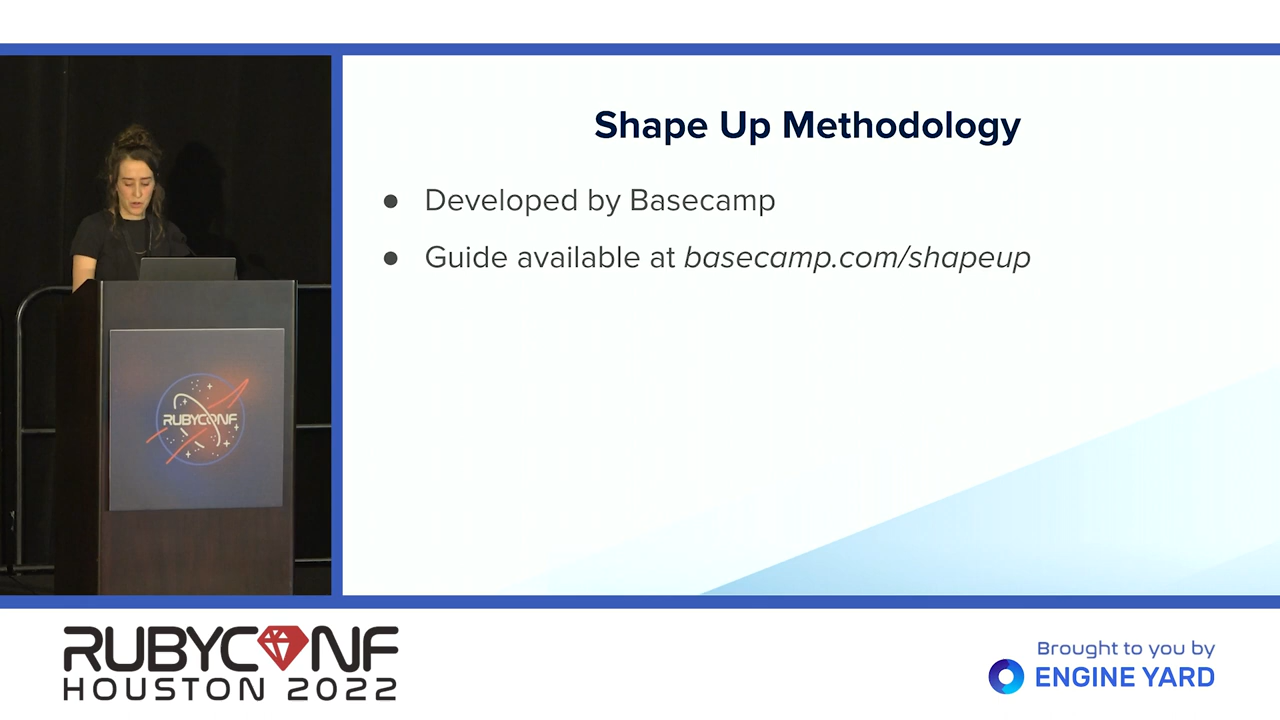 Shape Up Methodology
● Developed by Basecamp
● Guide available at basecamp.com/shapeup
RUBYCONF
RUBYCONF
HOUSTON 2022
Brought to you by
ENGINE YARD